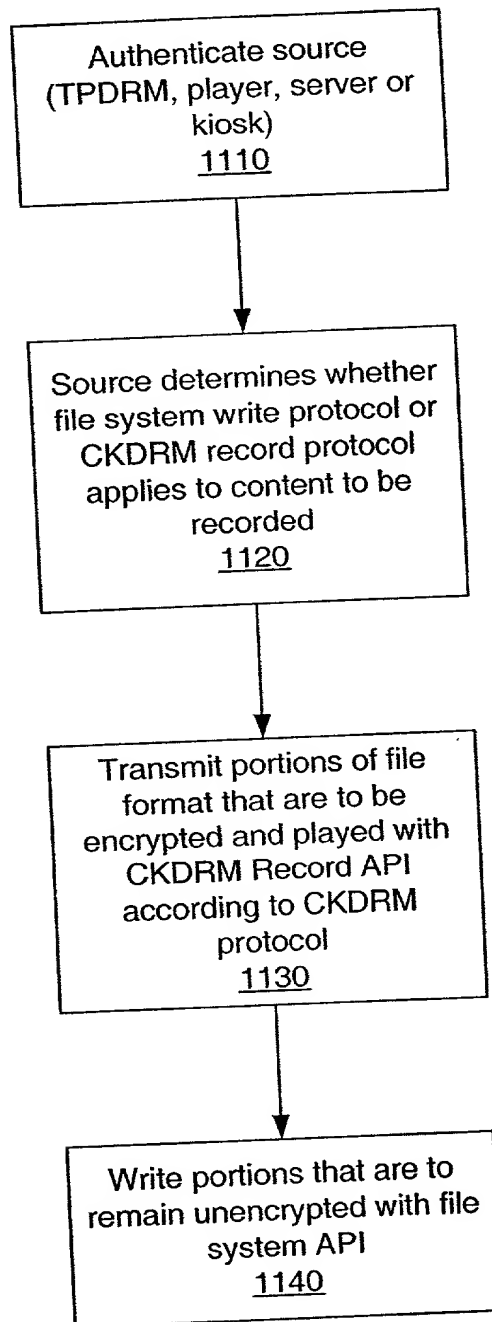 Authenticate source
(TPDRM, player, server or
kiosk)
1110
Source determines whether
file system write protocol or
CKDRM record protocol
applies to content to be
recorded
1120
Transmit portions of file
format that are to be
encrypted and played with
CKDRM Record API
according to CKDRM
protocol
1130
Write portions that are to
remain unencrypted with file
system API
1140